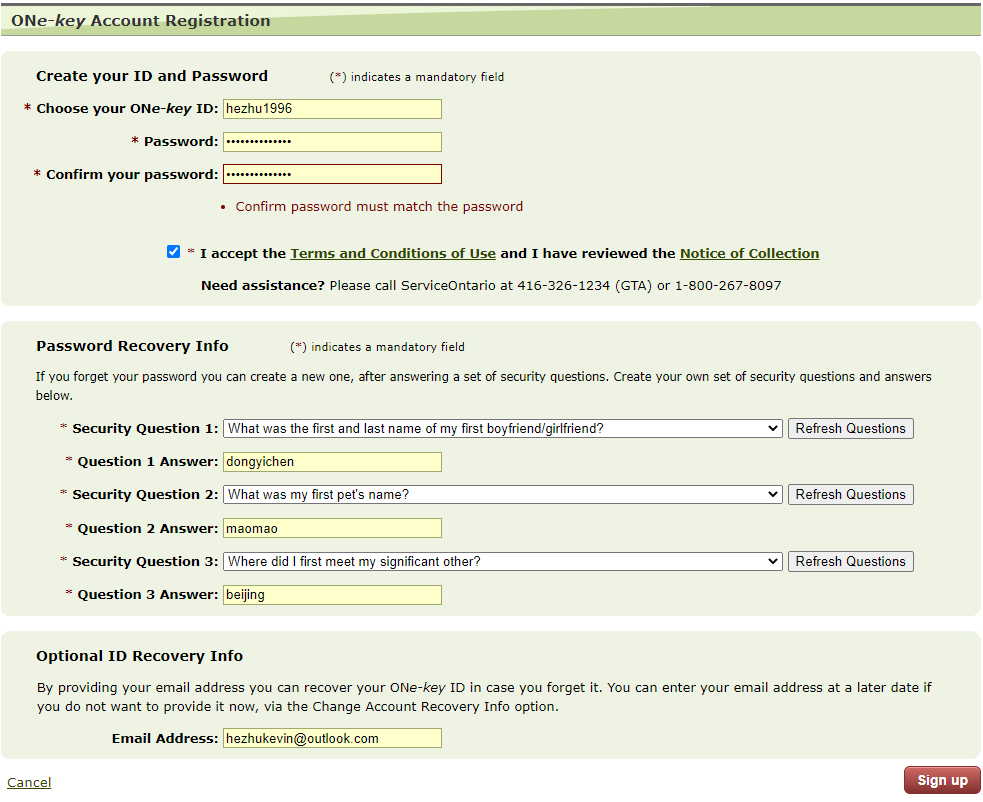 ONe-key Account Registration
Create your ID and Password (*) indicates a mandatory field
* Choose your ONe-key ID: hezhu1996
* Password: ••••••••••••••
* Confirm your password: ••••••••••••••
• Confirm password must match the password
* I accept the Terms and Conditions of Use and I have reviewed the Notice of Collection
Need assistance? Please call ServiceOntario at 416-326-1234 (GTA) or 1-800-267-8097
Password Recovery Info (*) indicates a mandatory field
If you forget your password you can create a new one, after answering a set of security questions. Create your own set of security questions and answers
below.
* Security Question 1: What was the first and last name of my first boyfriend/girlfriend? Refresh Questions
* Question 1 Answer: dongyichen
* Security Question 2: What was my first pet's name? Refresh Questions
* Question 2 Answer: maomao
* Security Question 3: Where did I first meet my significant other? Refresh Questions
* Question 3 Answer: beijing
Optional ID Recovery Info
By providing your email address you can recover your ONe-key ID in case you forget it. You can enter your email address at a later date if
you do not want to provide it now, via the Change Account Recovery Info option.
Email Address: hezhukevin@outlook.com
Cancel Sign up